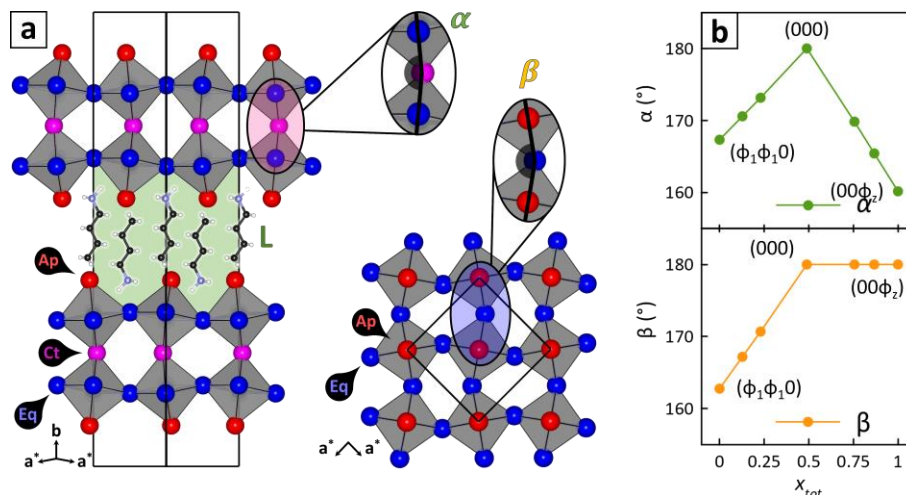 a
α
β
L
Ap
Ct
Eq
b
a* a*
Ap
Eq
a* a*
b
α (°)
180
170
160
(000)
(ϕ₁ϕ₁0)
(00ϕz)
α
β (°)
180
170
160
(000)
(00ϕz)
(ϕ₁ϕ₁0)
β
0 0.25 0.50 0.75 1
xtot